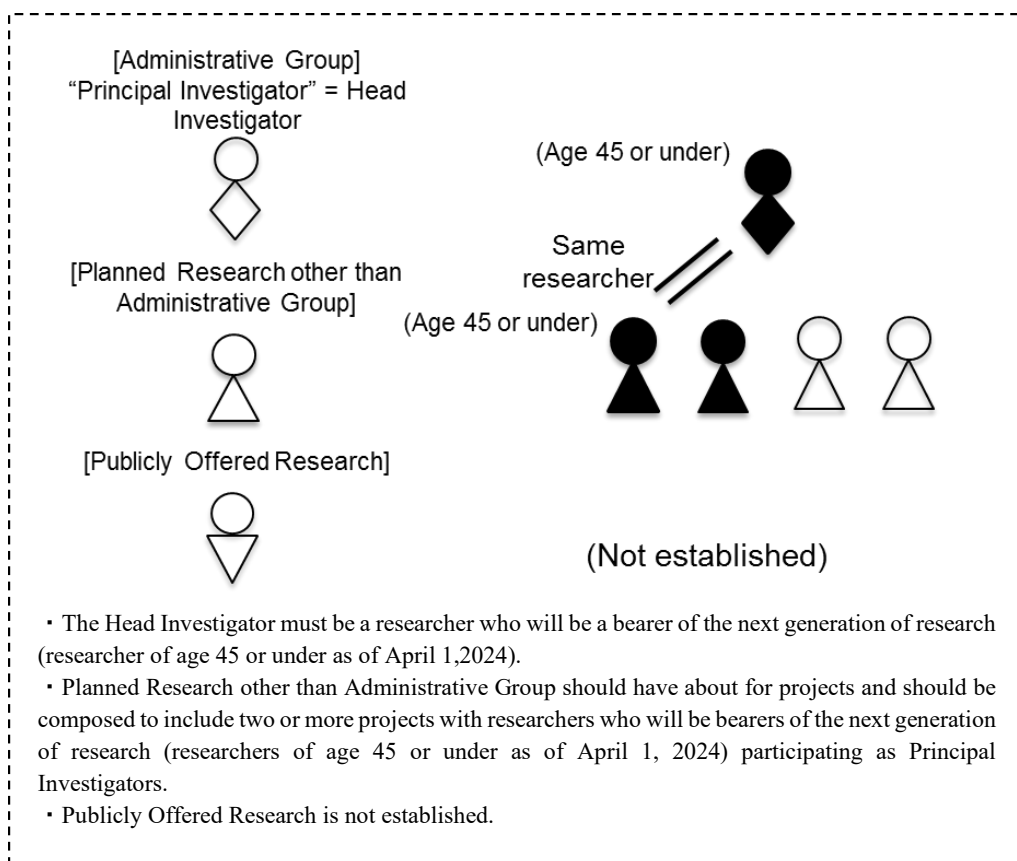 [Administrative Group]
“Principal Investigator” = Head
Investigator
(Age 45 or under)
Same
researcher
[Planned Research other than
Administrative Group]
(Age 45 or under)
[Publicly Offered Research]
(Not established)
・The Head Investigator must be a researcher who will be a bearer of the next generation of research
(researcher of age 45 or under as of April 1,2024).
・Planned Research other than Administrative Group should have about for projects and should be
composed to include two or more projects with researchers who will be bearers of the next generation
of research (researchers of age 45 or under as of April 1, 2024) participating as Principal
Investigators.
・Publicly Offered Research is not established.